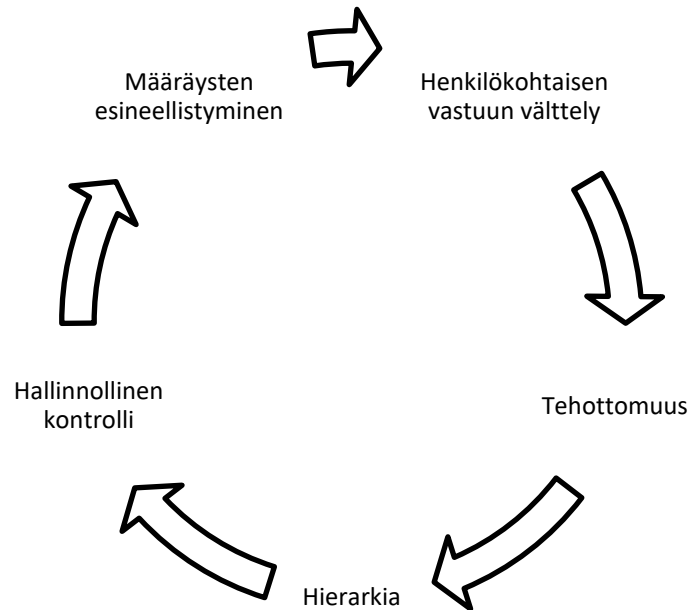 Määräysten
esineellistyminen
Henkilökohtaisen
vastuun välttely
Tehottomuus
Hierarkia
Hallinnollinen
kontrolli